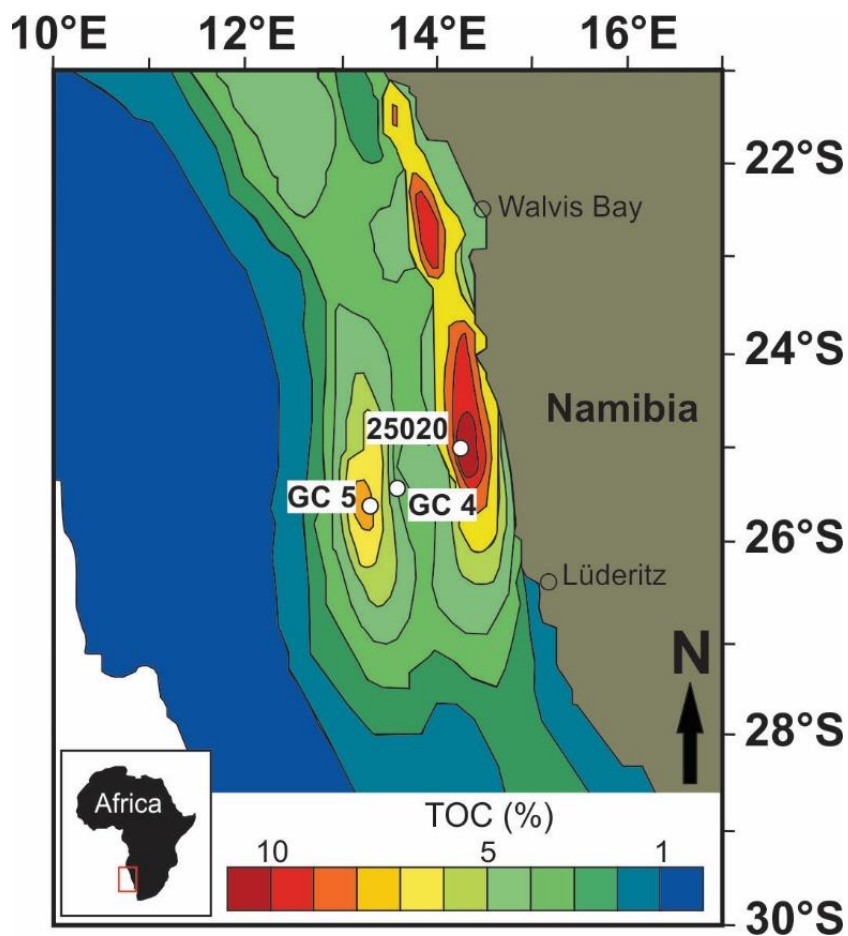 10°E 12°E 14°E 16°E
22°S
Walvis Bay
24°S
Namibia
25020
GC 5 GC 4
26°S
Lüderitz
N
28°S
Africa
TOC (%)
10 5 1
30°S